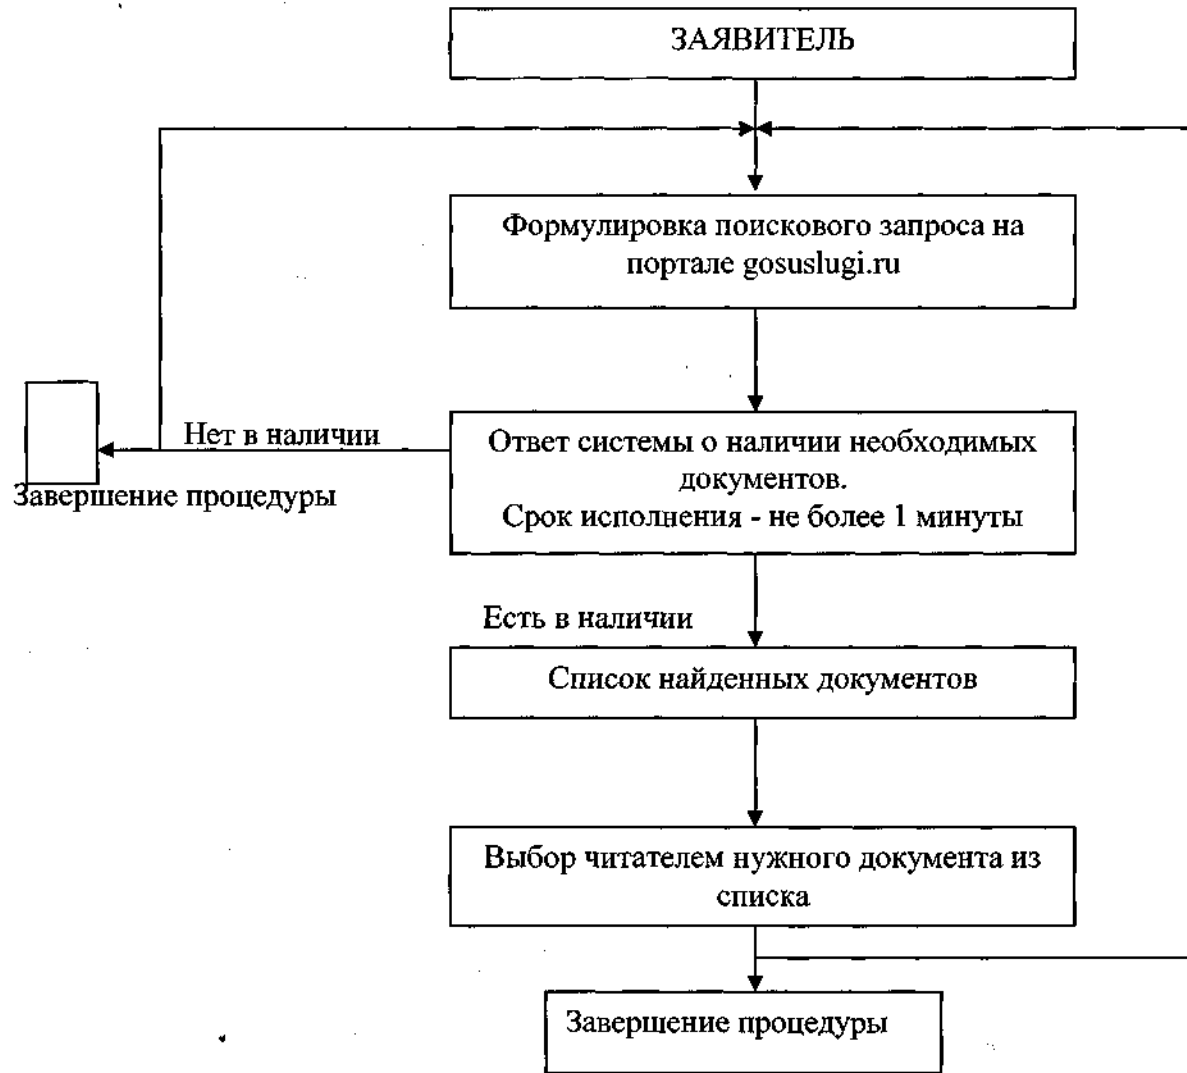 ЗАЯВИТЕЛЬ
Формулировка поискового запроса на
портале gosuslugi.ru
Нет в наличии
Завершение процедуры
Ответ системы о наличии необходимых
документов.
Срок исполнения - не более 1 минуты
Есть в наличии
Список найденных документов
Выбор читателем нужного документа из
списка
Завершение процедуры